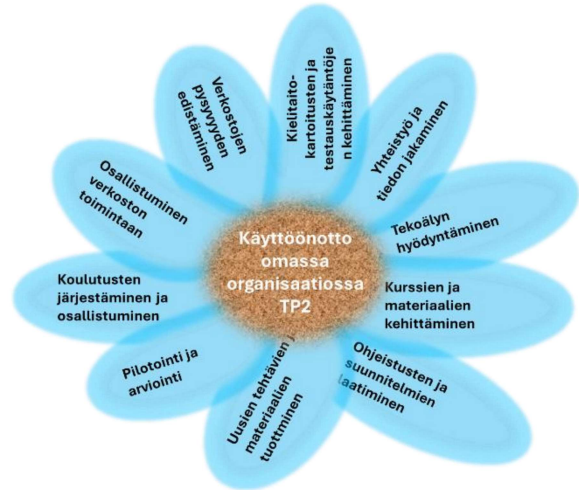 Käyttöönotto
omassa
organisaatiossa
TP2
Kielitaito-
kartoitusten ja
testauskäytäntöje
n kehittäminen
Yhteistyö ja
tiedon jakaminen
Tekoälyn
hyödyntäminen
Kurssien ja
materiaalien
kehittäminen
Ohjeistusten ja
suunnitelmien
laatiminen
Uusien tehtävien j
materiaalien
tuottminen
Pilotointi ja
arviointi
Koulutusten
järjestäminen ja
osallistuminen
Osallistuminen
verkoston
toimintaan
Verkostojen
pysyvyyden
edistäminen